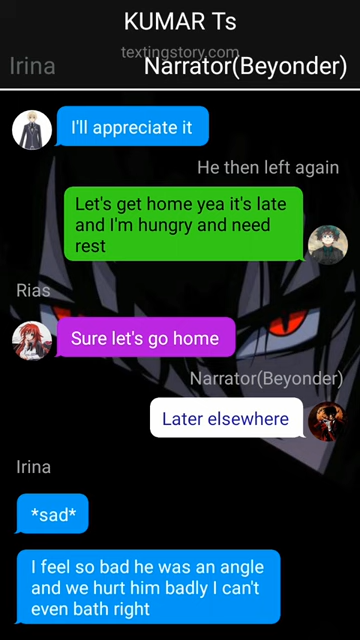 KUMAR Ts
textingstory.com
Irina
Narrator(Beyonder)
I'll appreciate it
He then left again
Let's get home yea it's late
and I'm hungry and need
rest
Rias
Sure let's go home
Narrator(Beyonder)
Later elsewhere
Irina
*sad*
I feel so bad he was an angle
and we hurt him badly I can't
even bath right